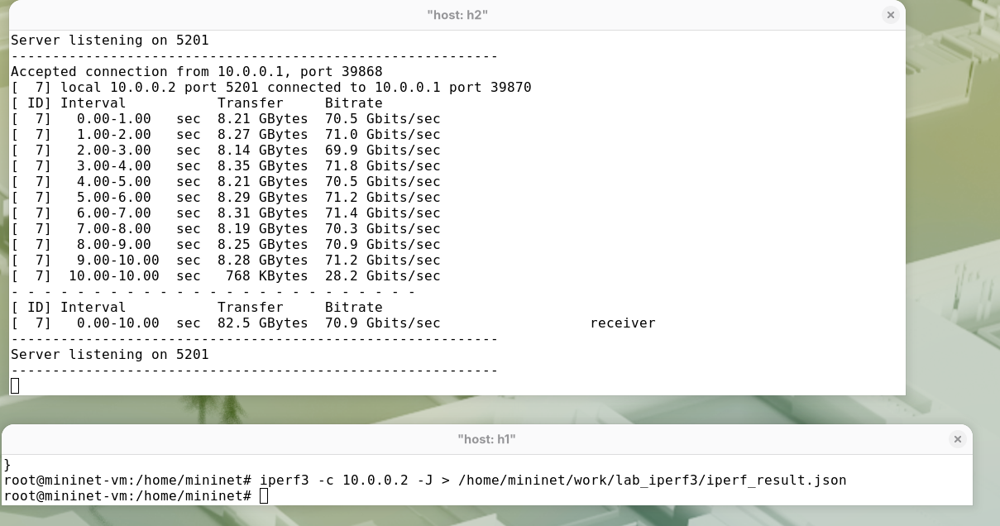 "host: h2"
Server listening on 5201
-----------------------------------------------------------
Accepted connection from 10.0.0.1, port 39868
[  7] local 10.0.0.2 port 5201 connected to 10.0.0.1 port 39870
[ ID] Interval           Transfer     Bitrate
[  7]   0.00-1.00   sec  8.21 GBytes  70.5 Gbits/sec
[  7]   1.00-2.00   sec  8.27 GBytes  71.0 Gbits/sec
[  7]   2.00-3.00   sec  8.14 GBytes  69.9 Gbits/sec
[  7]   3.00-4.00   sec  8.35 GBytes  71.8 Gbits/sec
[  7]   4.00-5.00   sec  8.21 GBytes  70.5 Gbits/sec
[  7]   5.00-6.00   sec  8.29 GBytes  71.2 Gbits/sec
[  7]   6.00-7.00   sec  8.31 GBytes  71.4 Gbits/sec
[  7]   7.00-8.00   sec  8.19 GBytes  70.3 Gbits/sec
[  7]   8.00-9.00   sec  8.25 GBytes  70.9 Gbits/sec
[  7]   9.00-10.00  sec  8.28 GBytes  71.2 Gbits/sec
[  7]  10.00-10.00  sec   768 KBytes  28.2 Gbits/sec
- - - - - - - - - - - - - - - - - - - - - - - - -
[ ID] Interval           Transfer     Bitrate
[  7]   0.00-10.00  sec  82.5 GBytes  70.9 Gbits/sec                  receiver
-----------------------------------------------------------
Server listening on 5201
-----------------------------------------------------------
"host: h1"
}
root@mininet-vm:/home/mininet# iperf3 -c 10.0.0.2 -J > /home/mininet/work/lab_iperf3/iperf_result.json
root@mininet-vm:/home/mininet#